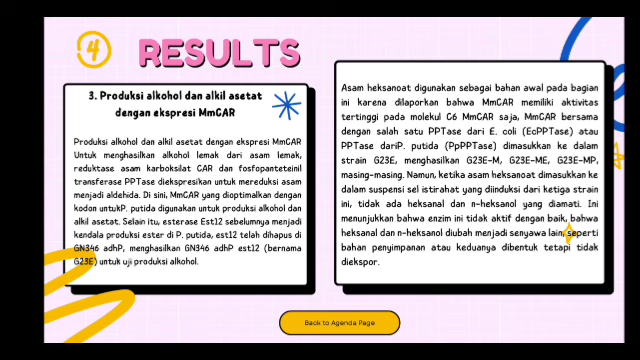 4
RESULTS
3. Produksi alkohol dan alkil asetat
dengan ekspresi MmCAR
Produksi alkohol dan alkil asetat dengan ekspresi MmCAR
Untuk menghasilkan alkohol lemak dari asam lemak,
reduktase asam karboksilat CAR dan fosfopanteteinil
transferase PPTase diekspresikan untuk mereduksi asam
menjadi aldehida. Di sini, MmCAR yang dioptimalkan dengan
kodon untukP. putida digunakan untuk produksi alkohol dan
alkil asetat. Selain itu, esterase Est12 sebelumnya menjadi
kendala produksi ester di P. putida, est12 telah dihapus di
GN346 adhP, menghasilkan GN346 adhP est12 (bernama
G23E) untuk uji produksi alkohol.
Asam heksanoat digunakan sebagai bahan awal pada bagian
ini karena dilaporkan bahwa MmCAR memiliki aktivitas
tertinggi pada molekul C6 MmCAR saja, MmCAR bersama
dengan salah satu PPTase dari E. coli (EcPPTase) atau
PPTase dariP. putida (PpPPTase) dimasukkan ke dalam
strain G23E, menghasilkan G23E-M, G23E-ME, G23E-MP,
masing-masing. Namun, ketika asam heksanoat dimasukkan ke
dalam suspensi sel istirahat yang diinduksi dari ketiga strain
ini, tidak ada heksanal dan n-heksanol yang diamati. Ini
menunjukkan bahwa enzim ini tidak aktif dengan baik, bahwa
heksanal dan n-heksanol diubah menjadi senyawa lain, seperti
bahan penyimpanan atau keduanya dibentuk tetapi tidak
diekspor.
Back to Agenda Page